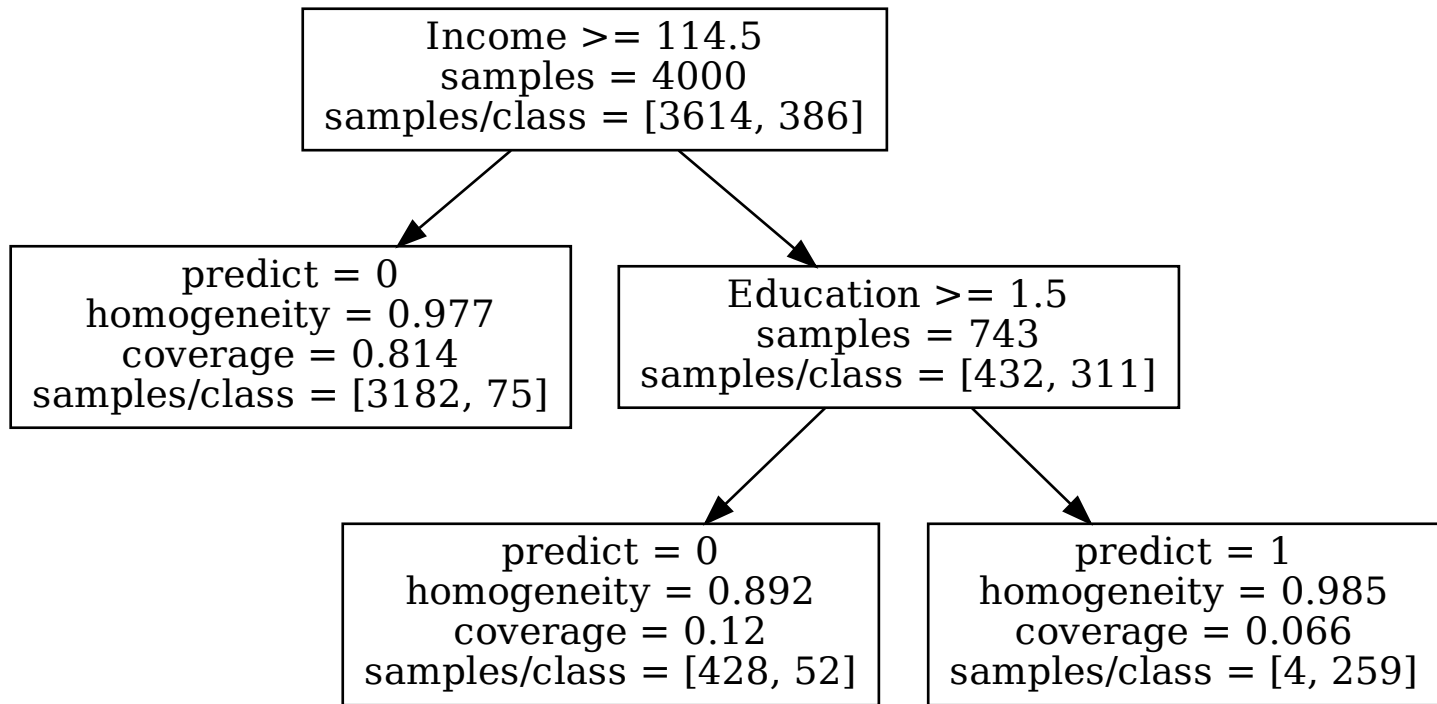 Income >= 114.5
samples = 4000
samples/class = [3614, 386]
predict = 0
homogeneity = 0.977
coverage = 0.814
samples/class = [3182, 75]
Education >= 1.5
samples = 743
samples/class = [432, 311]
predict = 0
homogeneity = 0.892
coverage = 0.12
samples/class = [428, 52]
predict = 1
homogeneity = 0.985
coverage = 0.066
samples/class = [4, 259]